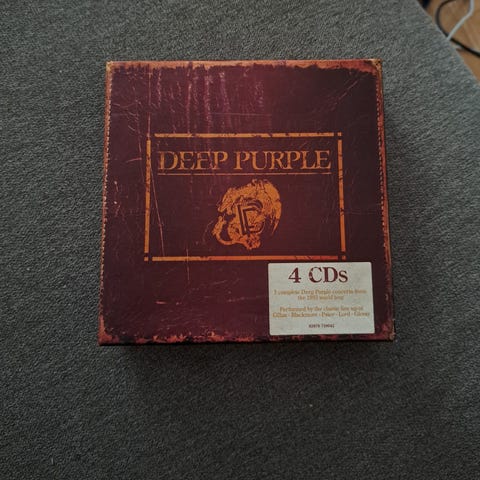 DEEP PURPLE
4 CDs
2 complete Deep Purple concerts from
the 1993 world tour
Performed by the classic line up of
Gillan - Blackmore - Paice - Lord - Glover